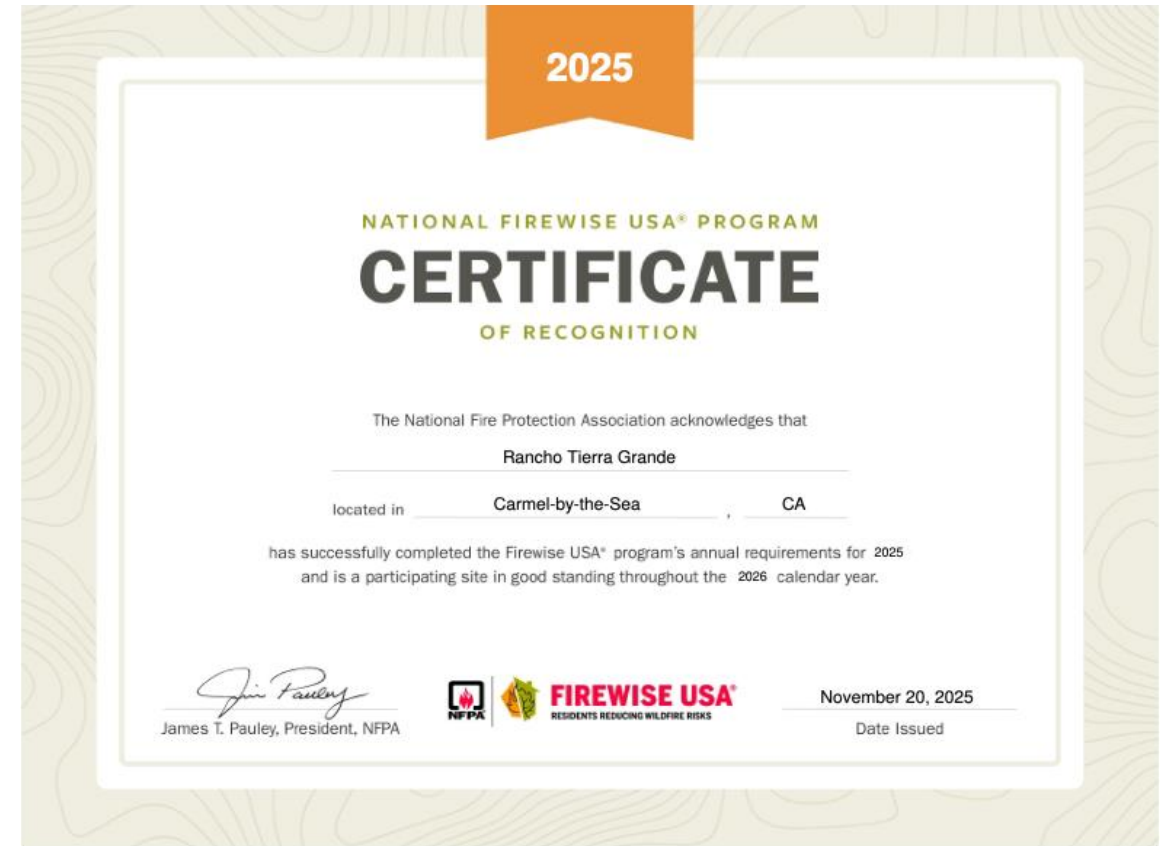 2025
NATIONAL FIREWISE USA® PROGRAM
CERTIFICATE
OF RECOGNITION
The National Fire Protection Association acknowledges that
Rancho Tierra Grande
located in Carmel-by-the-Sea , CA
has successfully completed the Firewise USA® program's annual requirements for 2025
and is a participating site in good standing throughout the 2026 calendar year.
Jim Pauley
James T. Pauley, President, NFPA
NFPA
FIREWISE USA®
RESIDENTS REDUCING WILDFIRE RISKS
November 20, 2025
Date Issued